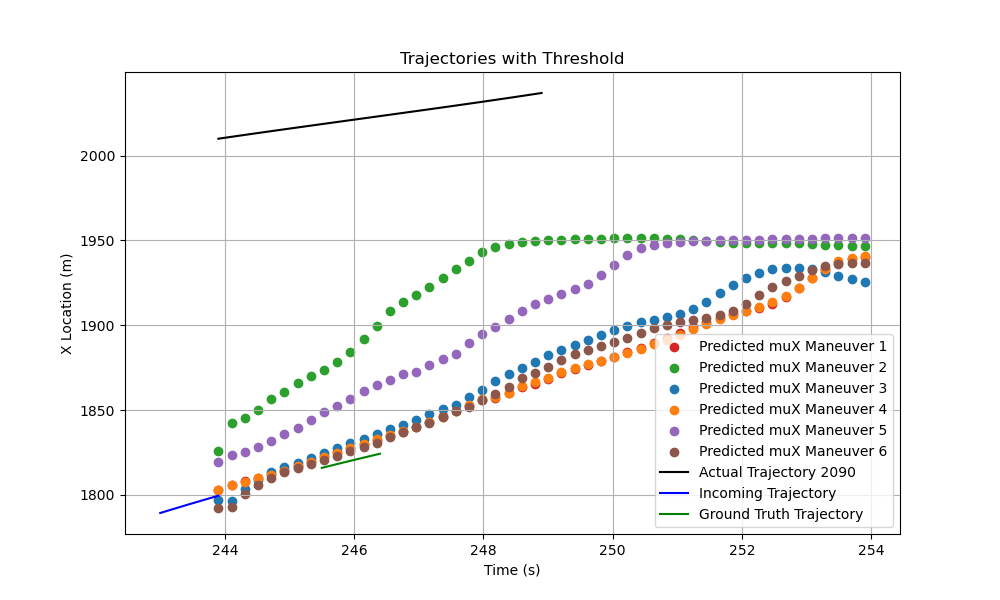 Trajectories with Threshold
X Location (m)
2000
1950
1900
1850
1800
Predicted muX Maneuver 1
Predicted muX Maneuver 2
Predicted muX Maneuver 3
Predicted muX Maneuver 4
Predicted muX Maneuver 5
Predicted muX Maneuver 6
Actual Trajectory 2090
Incoming Trajectory
Ground Truth Trajectory
244 246 248 250 252 254
Time (s)